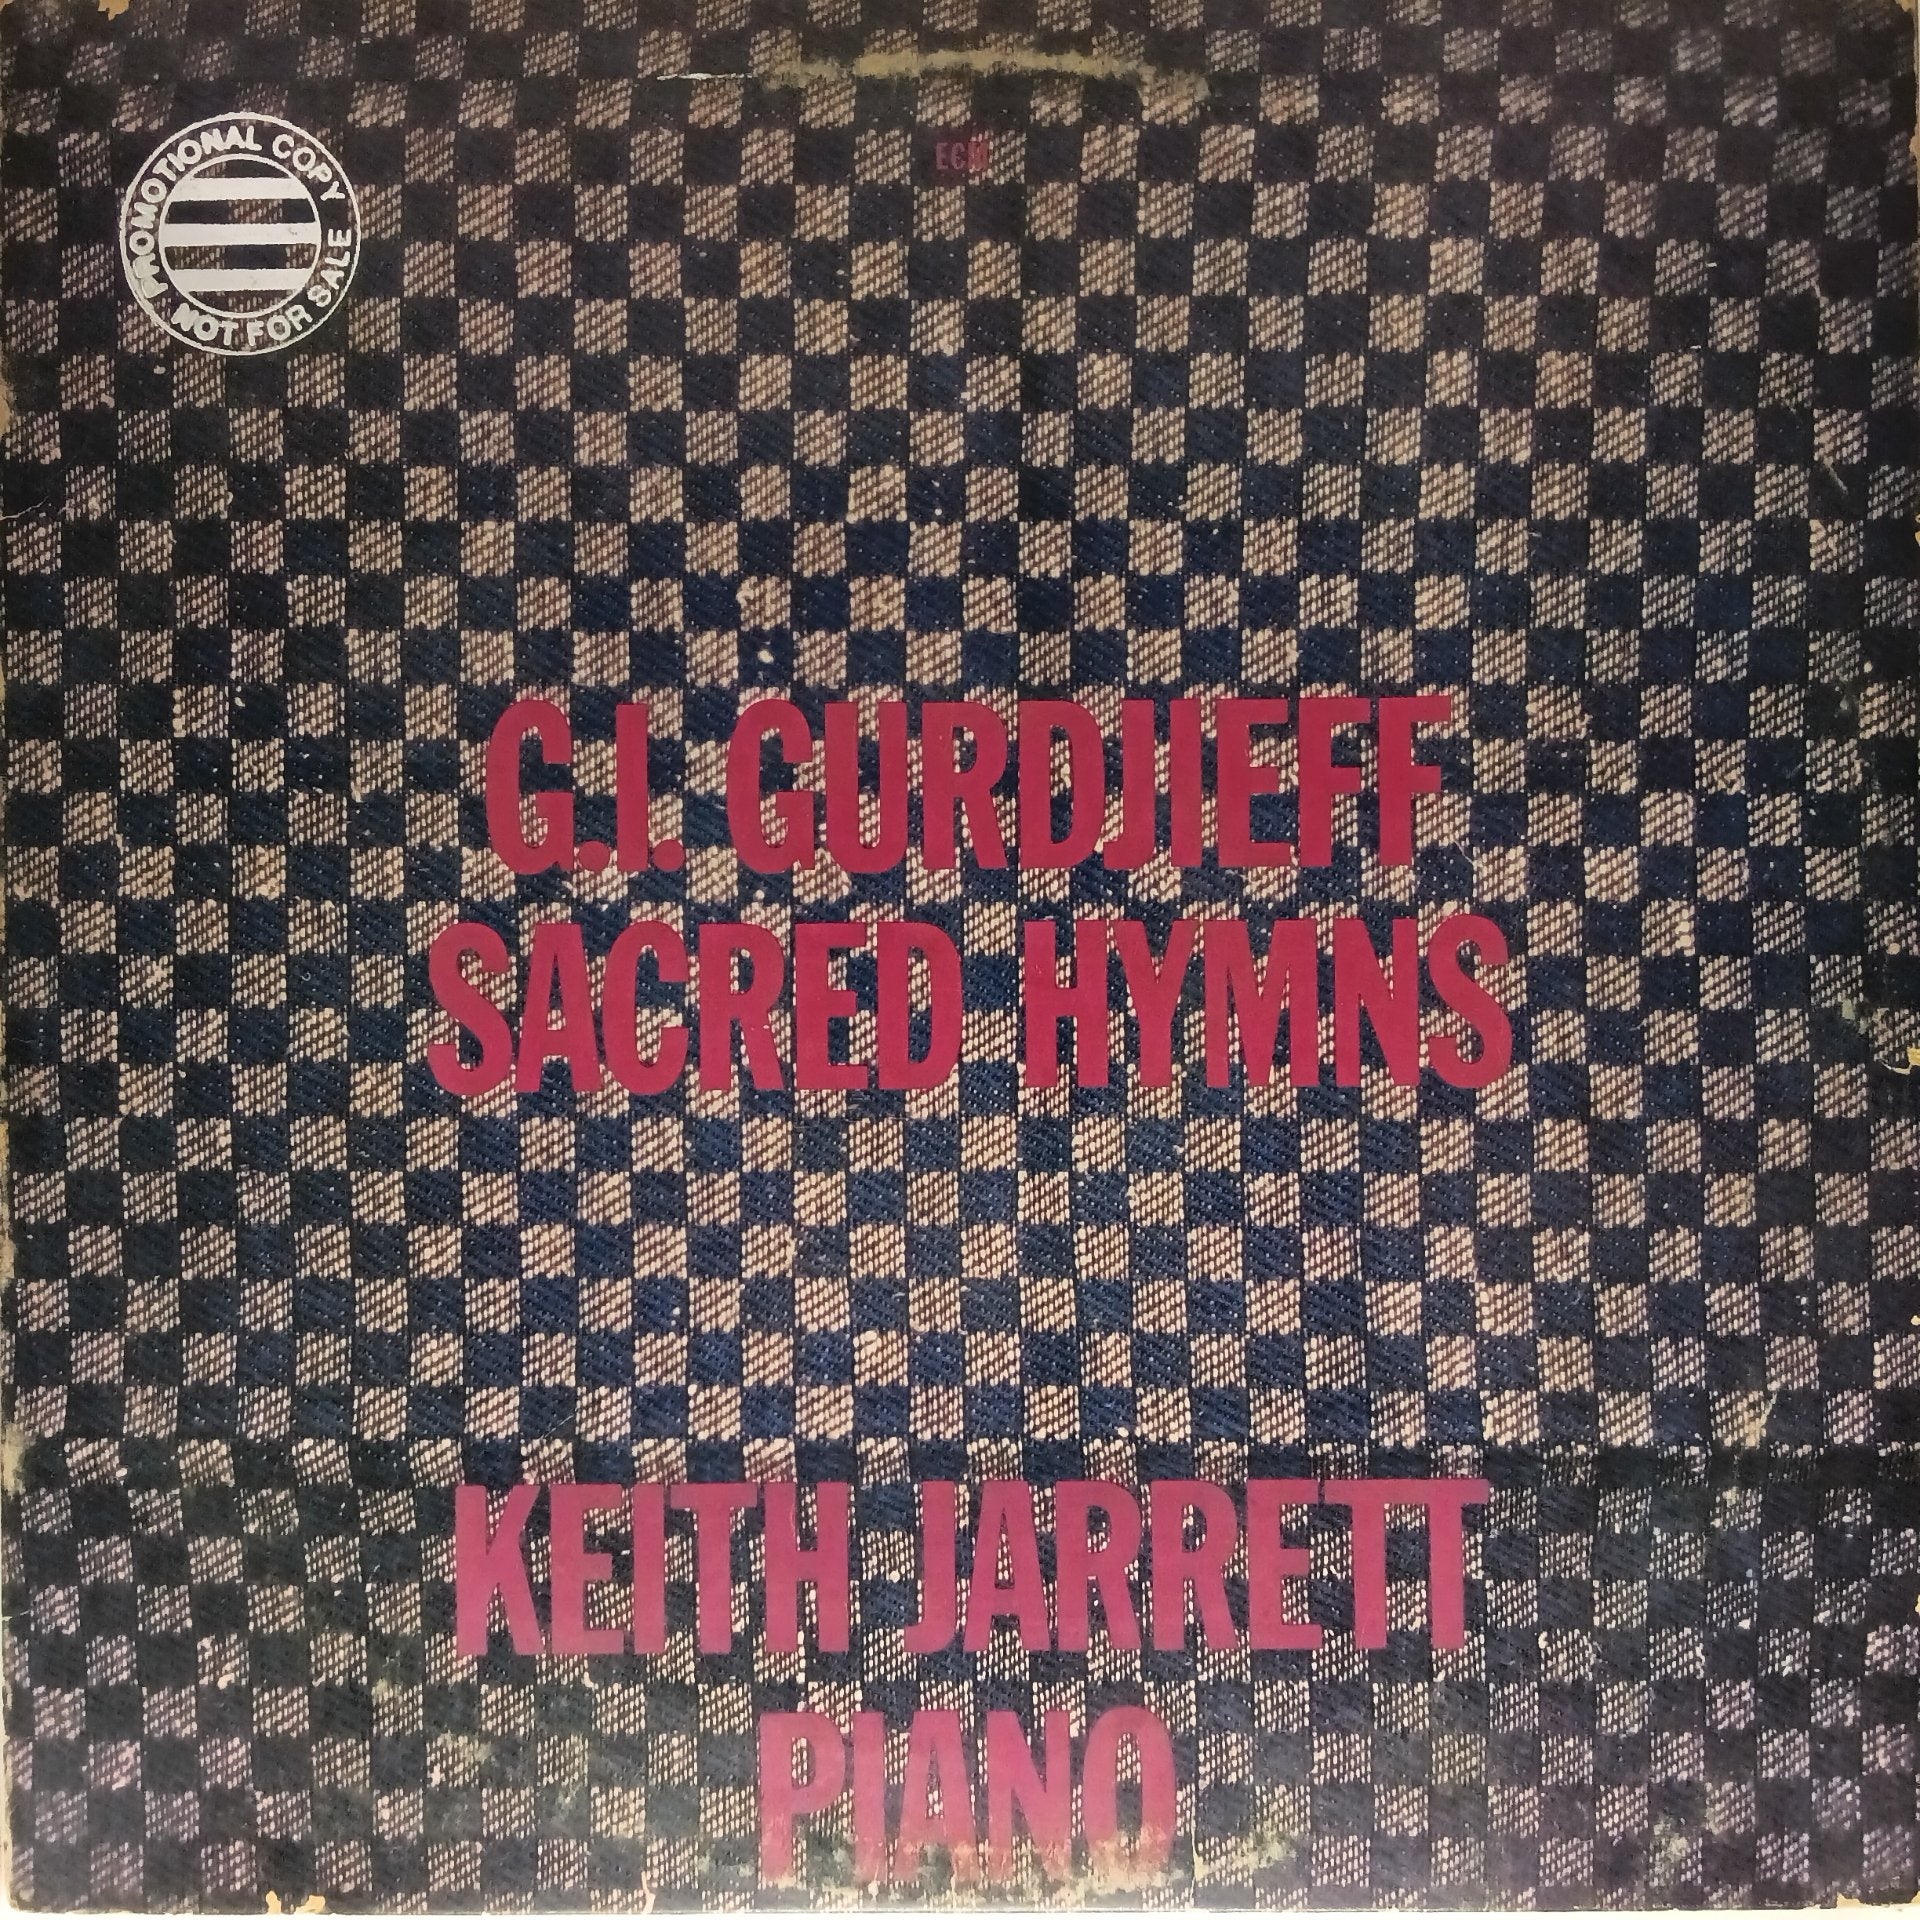 PROMOTIONAL COPY
NOT FOR SALE
ECM
G.I. GURDJIEFF
SACRED HYMNS
KEITH JARRETT
PIANO